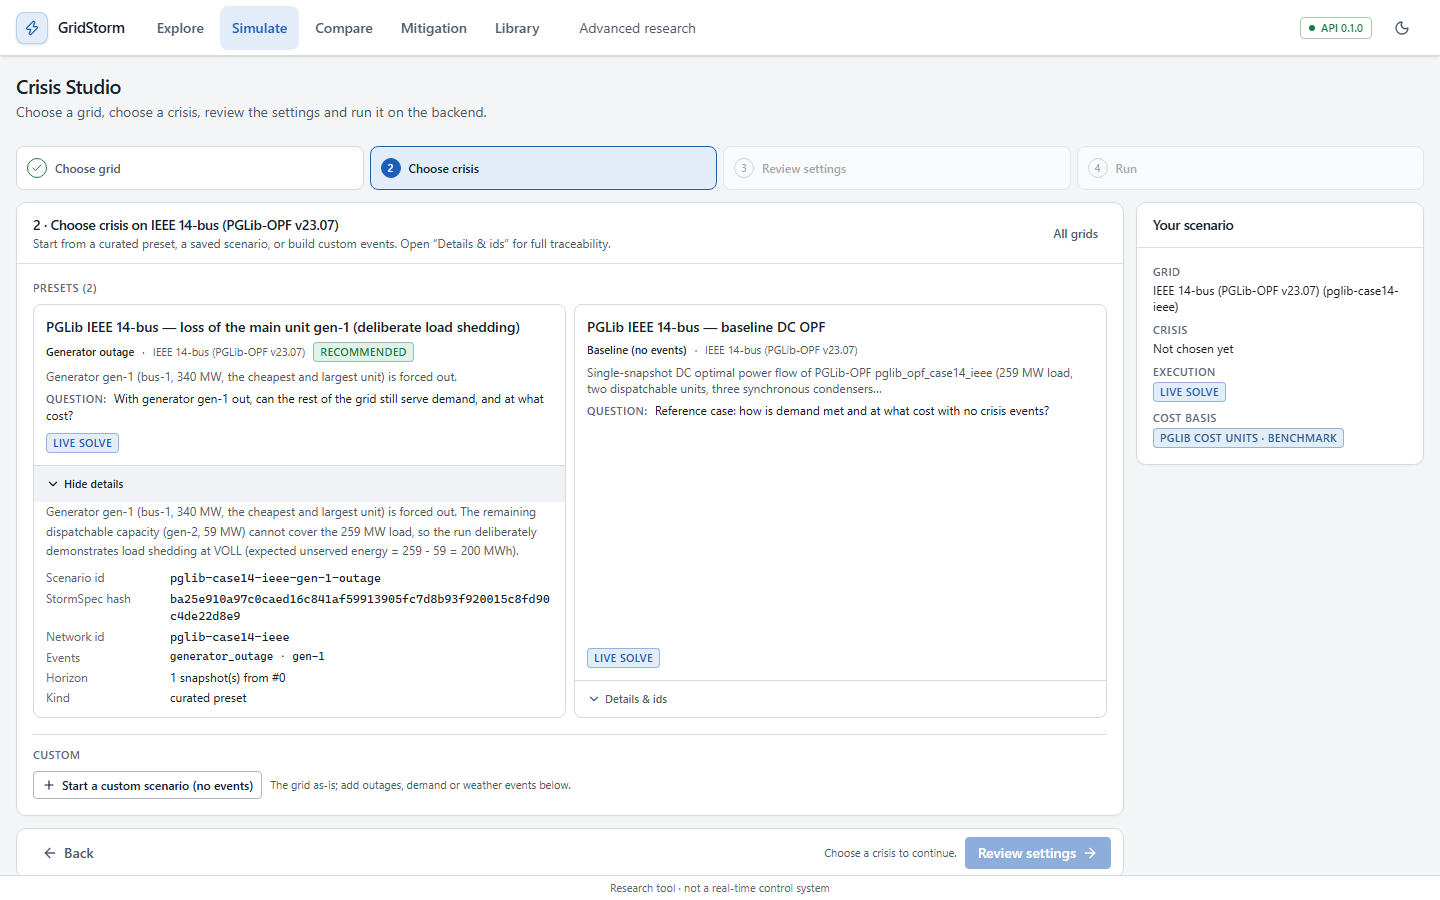 GridStorm
Explore
Simulate
Compare
Mitigation
Library
Advanced research
API 0.1.0
Crisis Studio
Choose a grid, choose a crisis, review the settings and run it on the backend.
Choose grid
2 Choose crisis
3 Review settings
4 Run
2 · Choose crisis on IEEE 14-bus (PGLib-OPF v23.07)
Start from a curated preset, a saved scenario, or build custom events. Open “Details & ids” for full traceability.
All grids
PRESETS (2)
PGLib IEEE 14-bus — loss of the main unit gen-1 (deliberate load shedding)
Generator outage · IEEE 14-bus (PGLib-OPF v23.07) RECOMMENDED
Generator gen-1 (bus-1, 340 MW, the cheapest and largest unit) is forced out.
QUESTION: With generator gen-1 out, can the rest of the grid still serve demand, and at what
cost?
LIVE SOLVE
Hide details
Generator gen-1 (bus-1, 340 MW, the cheapest and largest unit) is forced out. The remaining
dispatchable capacity (gen-2, 59 MW) cannot cover the 259 MW load, so the run deliberately
demonstrates load shedding at VOLL (expected unserved energy = 259 - 59 = 200 MWh).
Scenario id pglib-case14-ieee-gen-1-outage
StormSpec hash ba25e910a97c0caed16c841af59913905fc7d8b93f920015c8fd90
c4de22d8e9
Network id pglib-case14-ieee
Events generator_outage · gen-1
Horizon 1 snapshot(s) from #0
Kind curated preset
PGLib IEEE 14-bus — baseline DC OPF
Baseline (no events) · IEEE 14-bus (PGLib-OPF v23.07)
Single-snapshot DC optimal power flow of PGLib-OPF pglib_opf_case14_ieee (259 MW load,
two dispatchable units, three synchronous condensers...
QUESTION: Reference case: how is demand met and at what cost with no crisis events?
LIVE SOLVE
Details & ids
CUSTOM
Start a custom scenario (no events)
The grid as-is; add outages, demand or weather events below.
Back
Choose a crisis to continue.
Review settings
Your scenario
GRID
IEEE 14-bus (PGLib-OPF v23.07) (pglib-case14-
ieee)
CRISIS
Not chosen yet
EXECUTION
LIVE SOLVE
COST BASIS
PGLIB COST UNITS · BENCHMARK
Research tool · not a real-time control system